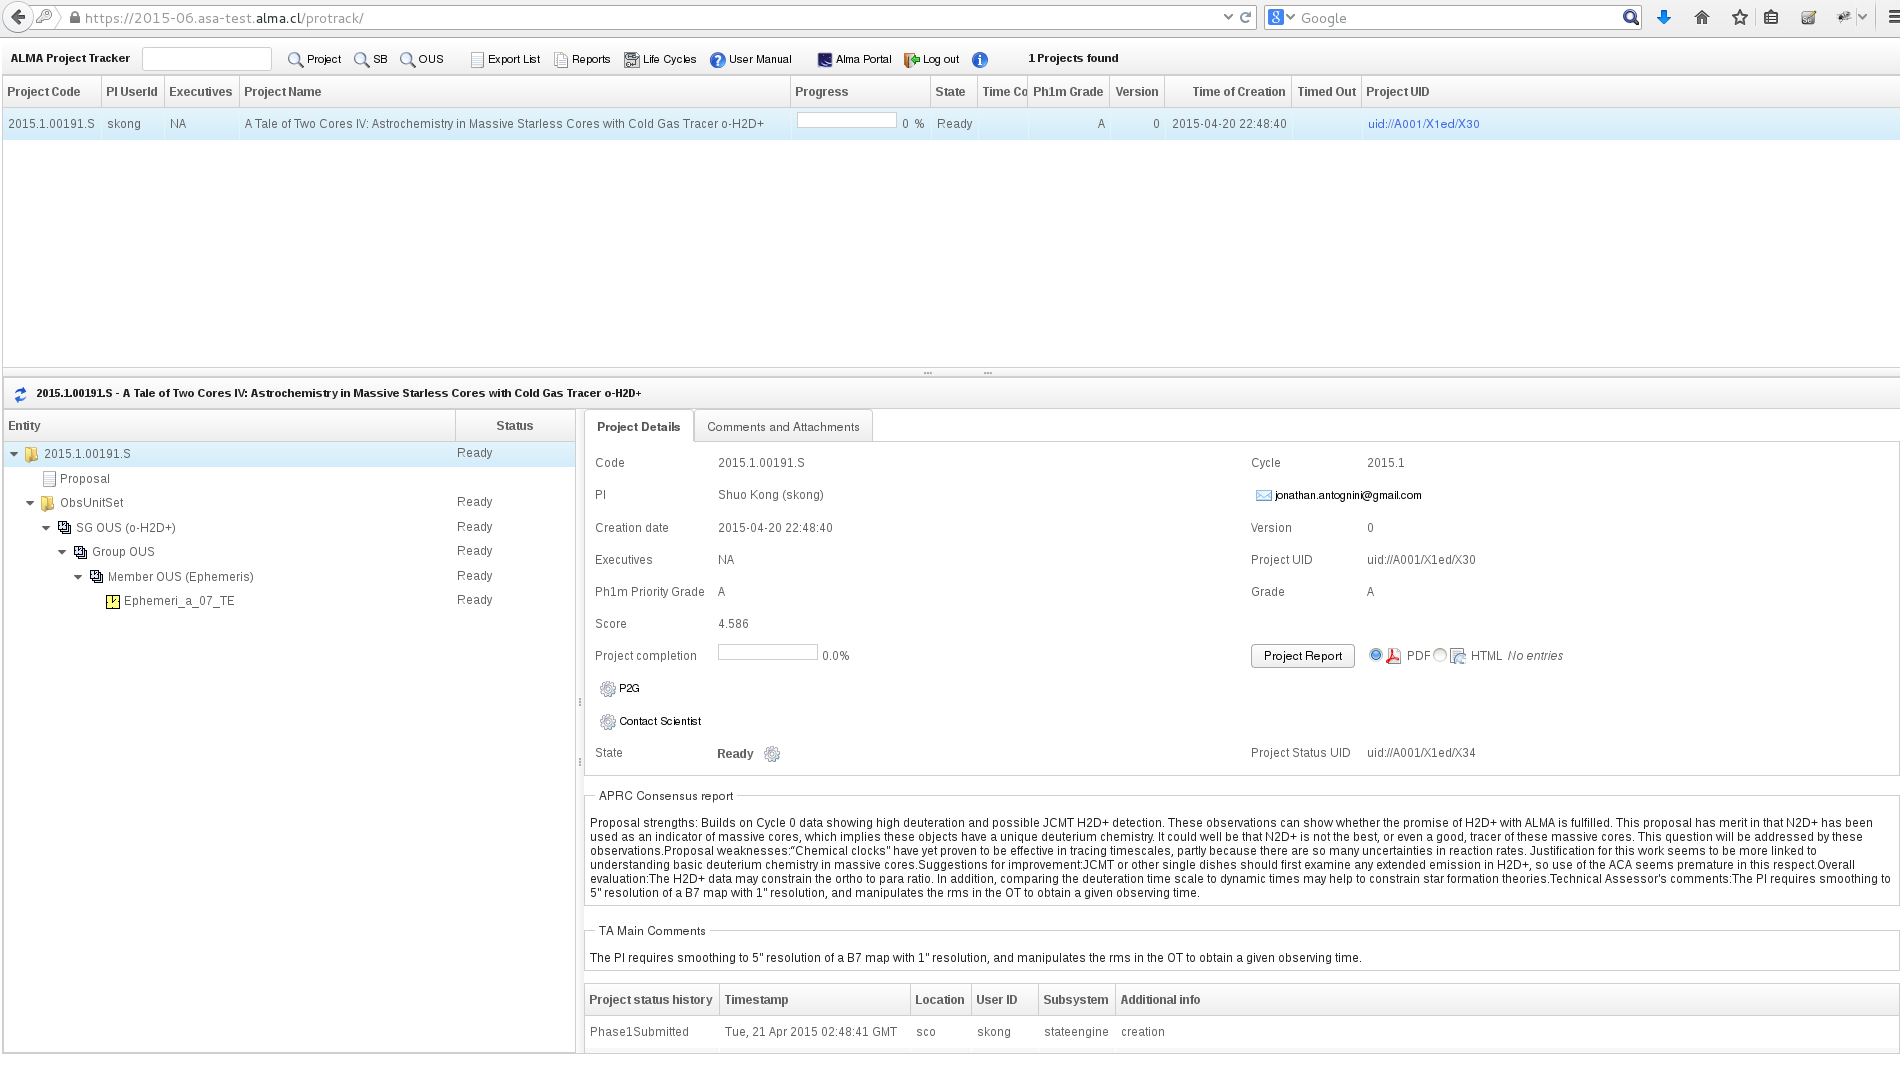 https://2015-06.asa-test.alma.cl/protrack/
Google
ALMA Project Tracker
Project SB OUS Export List Reports Life Cycles User Manual Alma Portal Log out 1 Projects found
Project Code PI UserId Executives Project Name Progress State Time Co Ph1m Grade Version Time of Creation Timed Out Project UID
2015.1.00191.S skong NA A Tale of Two Cores IV: Astrochemistry in Massive Starless Cores with Cold Gas Tracer o-H2D+ 0 % Ready A 0 2015-04-20 22:48:40 uid://A001/X1ed/X30
2015.1.00191.S - A Tale of Two Cores IV: Astrochemistry in Massive Starless Cores with Cold Gas Tracer o-H2D+
Entity Status
2015.1.00191.S Ready
Proposal
ObsUnitSet Ready
SG OUS (o-H2D+) Ready
Group OUS Ready
Member OUS (Ephemeris) Ready
Ephemeri_a_07_TE Ready
Project Details Comments and Attachments
Code 2015.1.00191.S Cycle 2015.1
PI Shuo Kong (skong) jonathan.antognini@gmail.com
Creation date 2015-04-20 22:48:40 Version 0
Executives NA Project UID uid://A001/X1ed/X30
Ph1m Priority Grade A Grade A
Score 4.586
Project completion 0.0% Project Report PDF HTML No entries
P2G
Contact Scientist
State Ready Project Status UID uid://A001/X1ed/X34
APRC Consensus report
Proposal strengths: Builds on Cycle 0 data showing high deuteration and possible JCMT H2D+ detection. These observations can show whether the promise of H2D+ with ALMA is fulfilled. This proposal has merit in that N2D+ has been
used as an indicator of massive cores, which implies these objects have a unique deuterium chemistry. It could well be that N2D+ is not the best, or even a good, tracer of these massive cores. This question will be addressed by these
observations.Proposal weaknesses:"Chemical clocks" have yet proven to be effective in tracing timescales, partly because there are so many uncertainties in reaction rates. Justification for this work seems to be more linked to
understanding basic deuterium chemistry in massive cores.Suggestions for improvement:JCMT or other single dishes should first examine any extended emission in H2D+, so use of the ACA seems premature in this respect.Overall
evaluation:The H2D+ data may constrain the ortho to para ratio. In addition, comparing the deuteration time scale to dynamic times may help to constrain star formation theories.Technical Assessor's comments:The PI requires smoothing to
5" resolution of a B7 map with 1" resolution, and manipulates the rms in the OT to obtain a given observing time.
TA Main Comments
The PI requires smoothing to 5" resolution of a B7 map with 1" resolution, and manipulates the rms in the OT to obtain a given observing time.
Project status history Timestamp Location User ID Subsystem Additional info
Phase1Submitted Tue, 21 Apr 2015 02:48:41 GMT sco skong stateengine creation